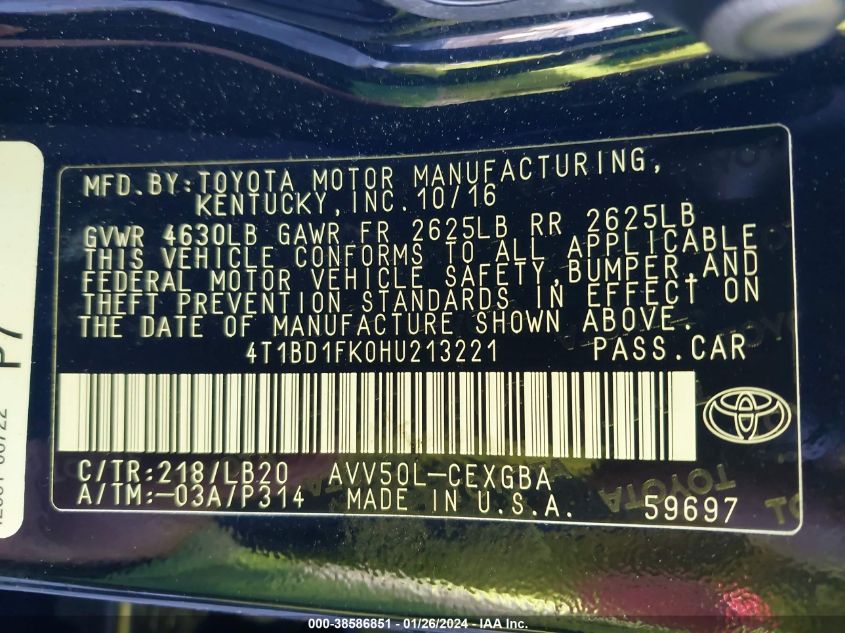 MFD.BY:TOYOTA MOTOR MANUFACTURING,
KENTUCKY,INC.10/16
GVWR 4630LB GAWR FR 2625LB RR 2625LB
THIS VEHICLE CONFORMS TO ALL APPLICABLE
FEDERAL MOTOR VEHICLE SAFETY,BUMPER,AND
THEFT PREVENTION STANDARDS IN EFFECT ON
THE DATE OF MANUFACTURE SHOWN ABOVE.
4T1BD1FK0HU213221 PASS.CAR
C/TR:218/LB20 AVV50L-CEXGBA
A/TM:-03A/P314 MADE IN U.S.A. 59697
TOYOTA
P7
000-38586851 / 01/26/2024 - IAA Inc.